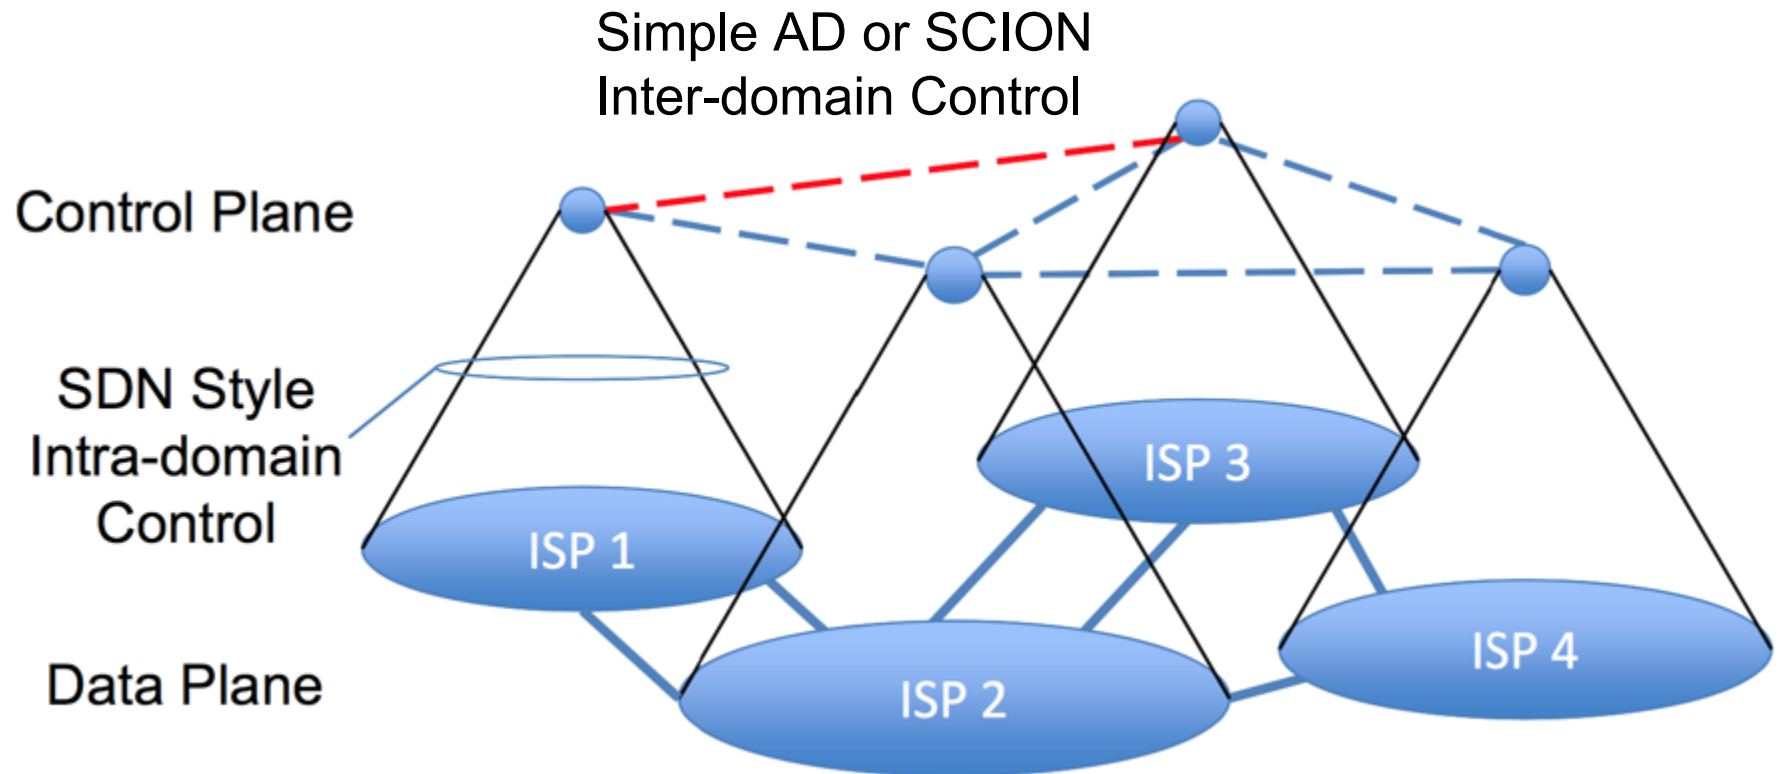 Simple AD or SCION
Inter-domain Control
Control Plane
SDN Style
Intra-domain
Control
ISP 3
ISP 1
ISP 4
Data Plane
ISP 2